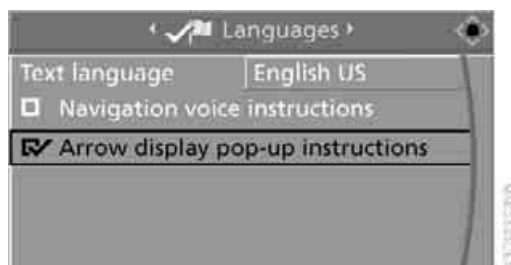 Languages
Text language English US
Navigation voice instructions
Arrow display pop-up instructions